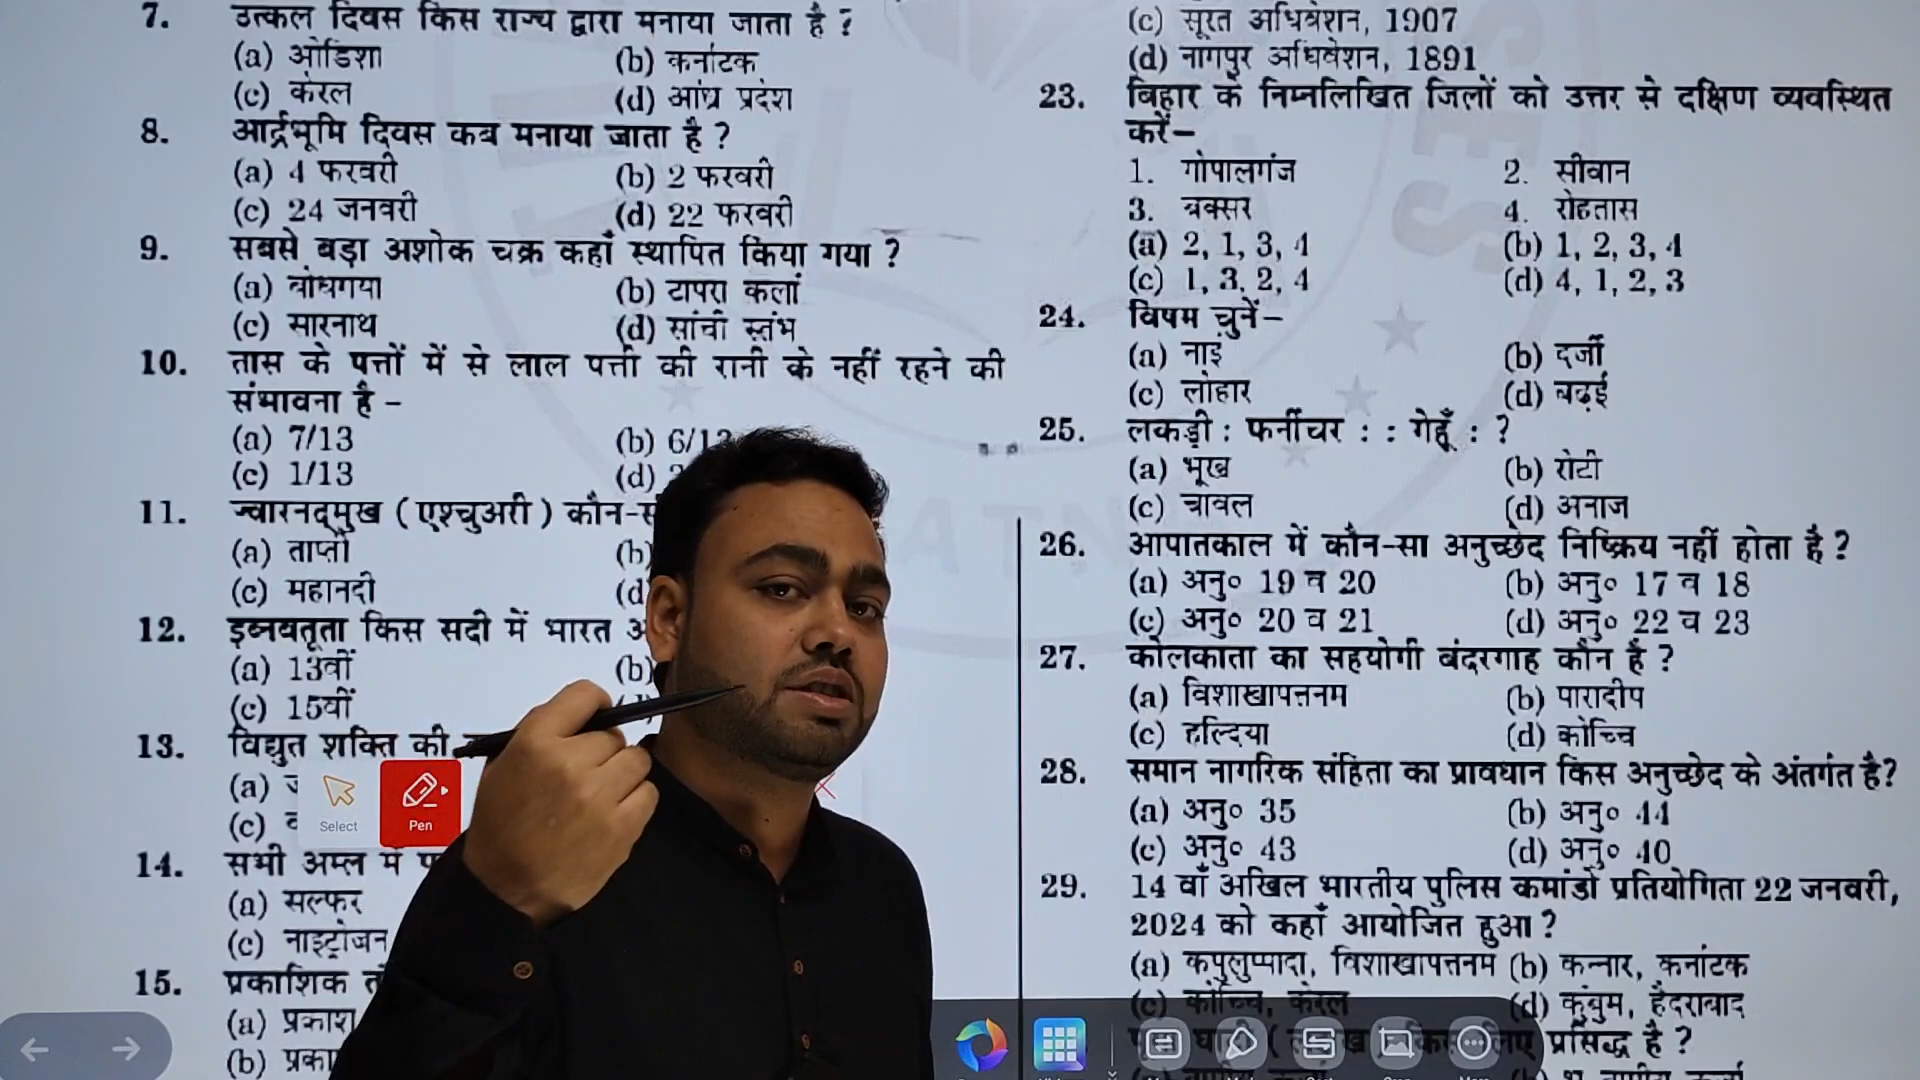 7. उत्कल दिवस किस राज्य द्वारा मनाया जाता है ?
(a) ओडिशा (b) कर्नाटक
(c) केरल (d) आंध्र प्रदेश
8. आर्द्रभूमि दिवस कब मनाया जाता है ?
(a) 4 फरवरी (b) 2 फरवरी
(c) 24 जनवरी (d) 22 फरवरी
9. सबसे बड़ा अशोक चक्र कहाँ स्थापित किया गया ?
(a) बोधगया (b) टोपरा कलां
(c) सारनाथ (d) सांची स्तंभ
10. तास के पत्तों में से लाल पत्ती की रानी के नहीं रहने की
संभावना है –
(a) 7/13 (b) 6/13
(c) 1/13 (d)
11. ज्वारनद्मुख ( एश्चुअरी ) कौन-स
(a) ताप्ती (b)
(c) महानदी (d
12. इब्नबतूता किस सदी में भारत
(a) 13वीं (b)
(c) 15वीं
13. विद्युत शक्ति की
(a)
(c)
Select
Pen
14. सभी अम्ल में
(a) सल्फर
(c) नाइट्रोजन
15. प्रकाशिक
(a) प्रकाश
(b) प्रका
(c) सूरत अधिवेशन, 1907
(d) नागपुर अधिवेशन, 1891
23. बिहार के निम्नलिखित जिलों को उत्तर से दक्षिण व्यवस्थित
करें–
1. गोपालगंज 2. सीवान
3. बक्सर 4. रोहतास
(a) 2, 1, 3, 4 (b) 1, 2, 3, 4
(c) 1, 3, 2, 4 (d) 4, 1, 2, 3
24. विषम चुनें–
(a) नाई (b) दर्जी
(c) लोहार (d) बढ़ई
25. लकड़ी : फर्नीचर : : गेहूँ : ?
(a) भूख (b) रोटी
(c) चावल (d) अनाज
26. आपातकाल में कौन-सा अनुच्छेद निष्क्रिय नहीं होता है ?
(a) अनु० 19 व 20 (b) अनु० 17 व 18
(c) अनु० 20 व 21 (d) अनु० 22 व 23
27. कोलकाता का सहयोगी बंदरगाह कौन है ?
(a) विशाखापत्तनम (b) पारादीप
(c) हल्दिया (d) कोच्चि
28. समान नागरिक संहिता का प्रावधान किस अनुच्छेद के अंतर्गत है?
(a) अनु० 35 (b) अनु० 44
(c) अनु० 43 (d) अनु० 40
29. 14 वाँ अखिल भारतीय पुलिस कमांडो प्रतियोगिता 22 जनवरी,
2024 को कहाँ आयोजित हुआ ?
(a) कपुलुप्पादा, विशाखापत्तनम (b) कन्नार, कर्नाटक
(c) कोच्चि, केरल (d) कुंबुम, हैदराबाद
प्रसिद्ध है ?